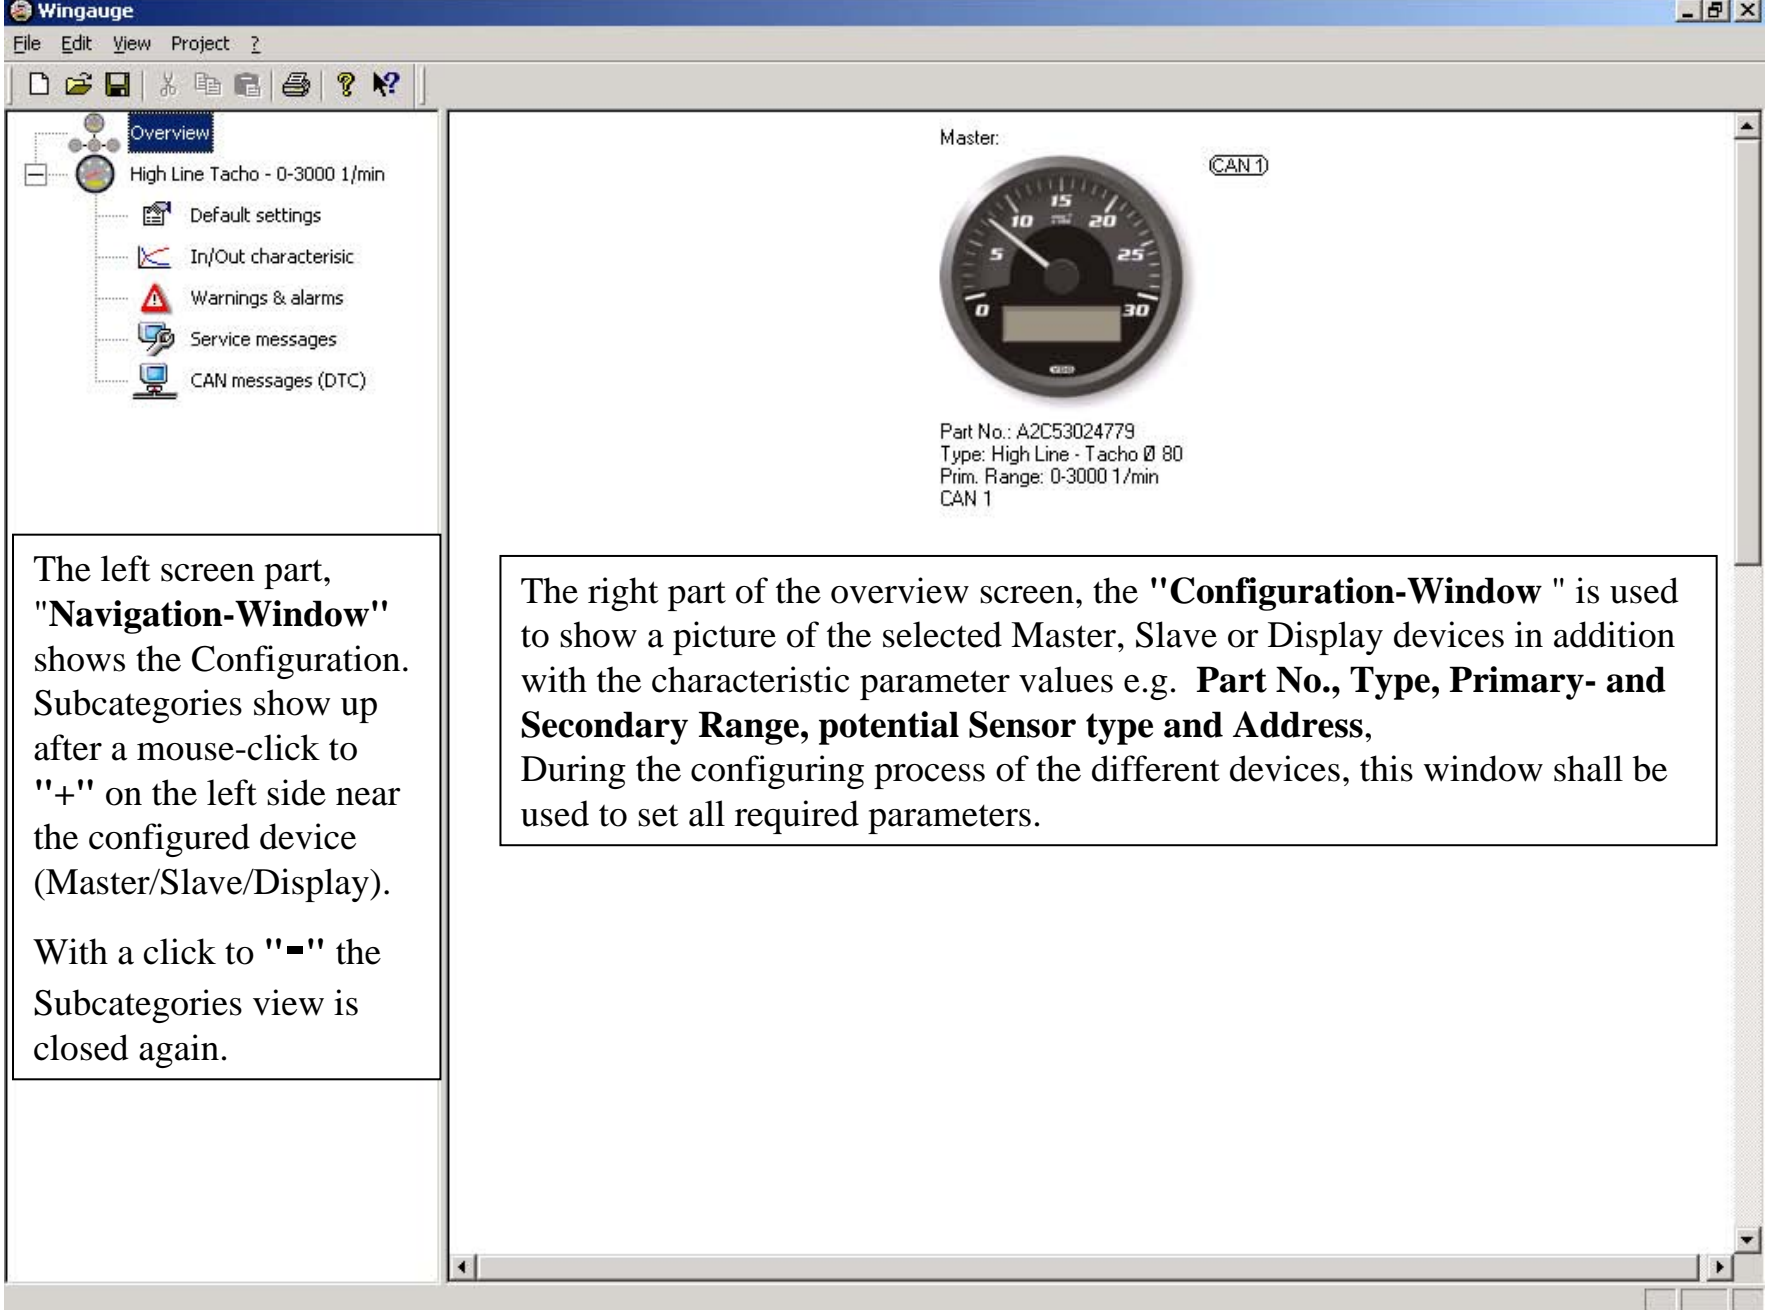 Wingauge
File Edit View Project ?
Overview
High Line Tacho - 0-3000 1/min
Default settings
In/Out characterisic
Warnings & alarms
Service messages
CAN messages (DTC)
Master:
CAN 1
15
10 20
5 25
0 30
VDO
Part No.: A2C53024779
Type: High Line - Tacho Ø 80
Prim. Range: 0-3000 1/min
CAN 1
The left screen part,
"Navigation-Window"
shows the Configuration.
Subcategories show up
after a mouse-click to
"+" on the left side near
the configured device
(Master/Slave/Display).
With a click to "-" the
Subcategories view is
closed again.
The right part of the overview screen, the "Configuration-Window " is used
to show a picture of the selected Master, Slave or Display devices in addition
with the characteristic parameter values e.g. Part No., Type, Primary- and
Secondary Range, potential Sensor type and Address,
During the configuring process of the different devices, this window shall be
used to set all required parameters.